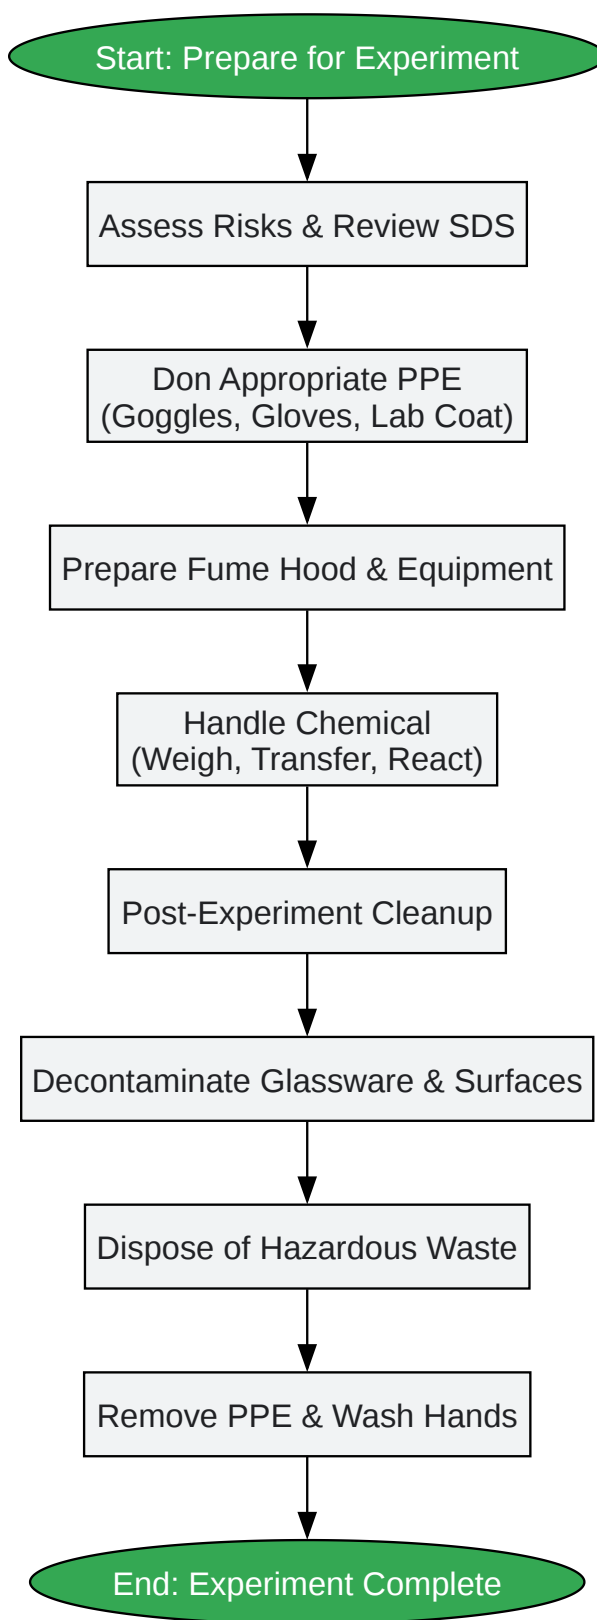 Start: Prepare for Experiment
Assess Risks & Review SDS
Don Appropriate PPE
(Goggles, Gloves, Lab Coat)
Prepare Fume Hood & Equipment
Handle Chemical
(Weigh, Transfer, React)
Post-Experiment Cleanup
Decontaminate Glassware & Surfaces
Dispose of Hazardous Waste
Remove PPE & Wash Hands
End: Experiment Complete